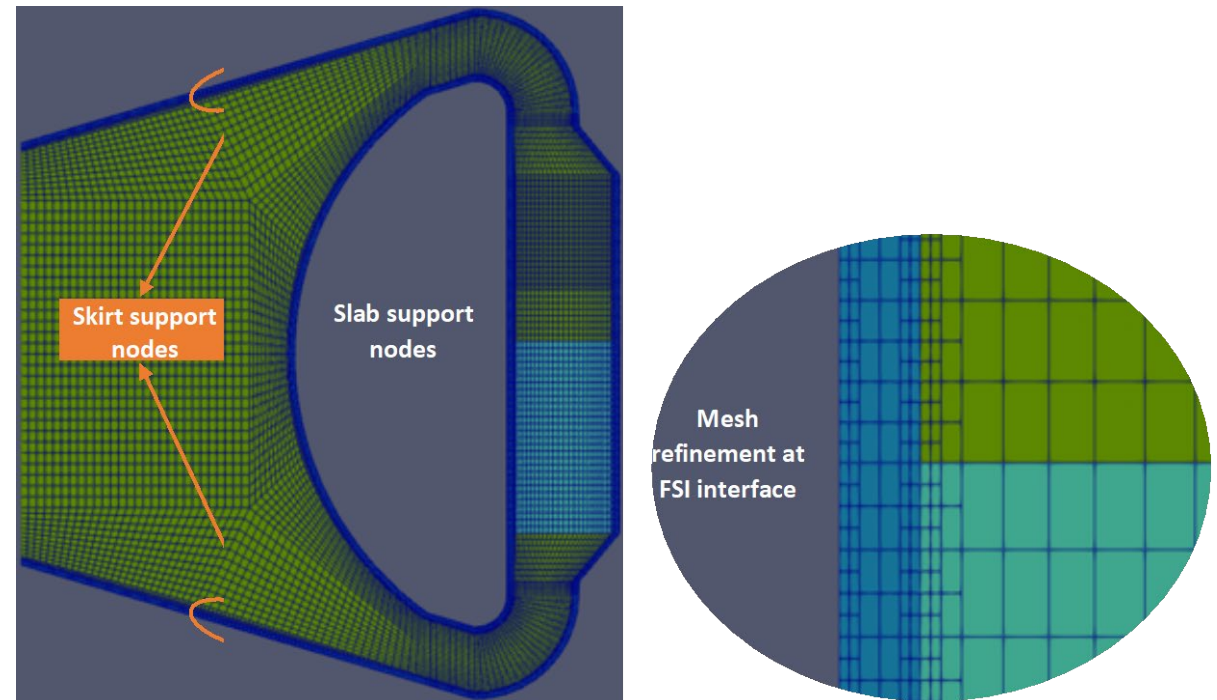 Skirt support
nodes
Slab support
nodes
Mesh
refinement at
FSI interface